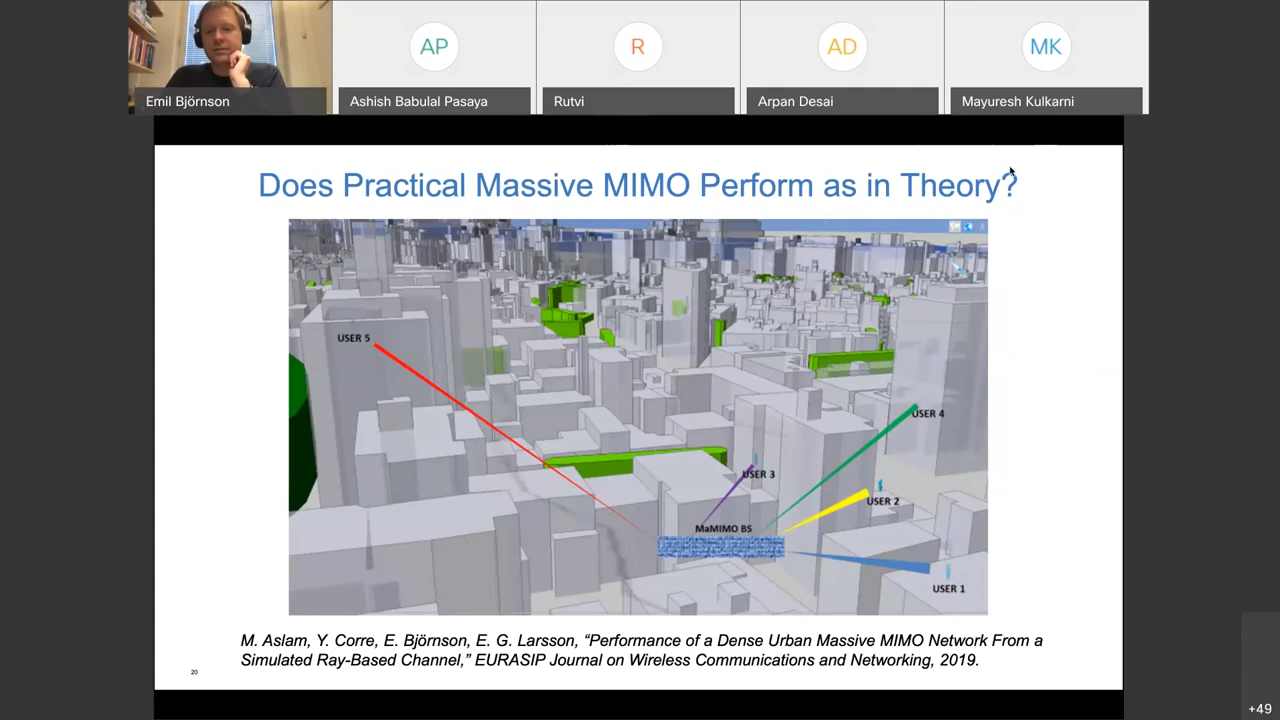 AP
R
AD
MK
Emil Björnson
Ashish Babulal Pasaya
Rutvi
Arpan Desai
Mayuresh Kulkarni
Does Practical Massive MIMO Perform as in Theory?
USER 5
USER 4
USER 3
USER 2
MaMIMO BS
USER 1
M. Aslam, Y. Corre, E. Björnson, E. G. Larsson, “Performance of a Dense Urban Massive MIMO Network From a
Simulated Ray-Based Channel,” EURASIP Journal on Wireless Communications and Networking, 2019.
20
+49